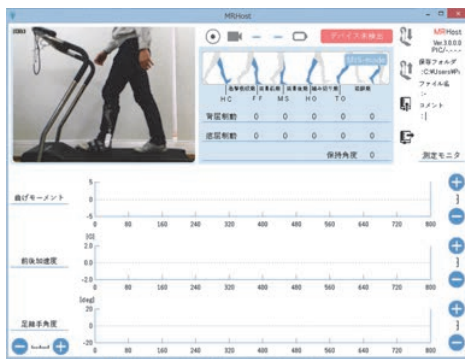 MRHost
デバイス未検出
MRHost
Ver.3.0.0.0
PIC/-.-.--
保存フォルダ
:C:¥Users¥P
ファイル名
:-
コメント
:
測定モニタ
MS-mode
HC FF MS HO TO
背屈制動 0 0 0 0 0
底屈制動 0 0 0 0 0
保持角度 0
曲げモーメント
5
0
-5
0 80 160 240 320 400 480 560 640 720 800
前後加速度
[G]
2.0
0.0
-2.0
0 80 160 240 320 400 480 560 640 720 800
足継手角度
[deg]
20
0
-20
0 80 160 240 320 400 480 560 640 720 800